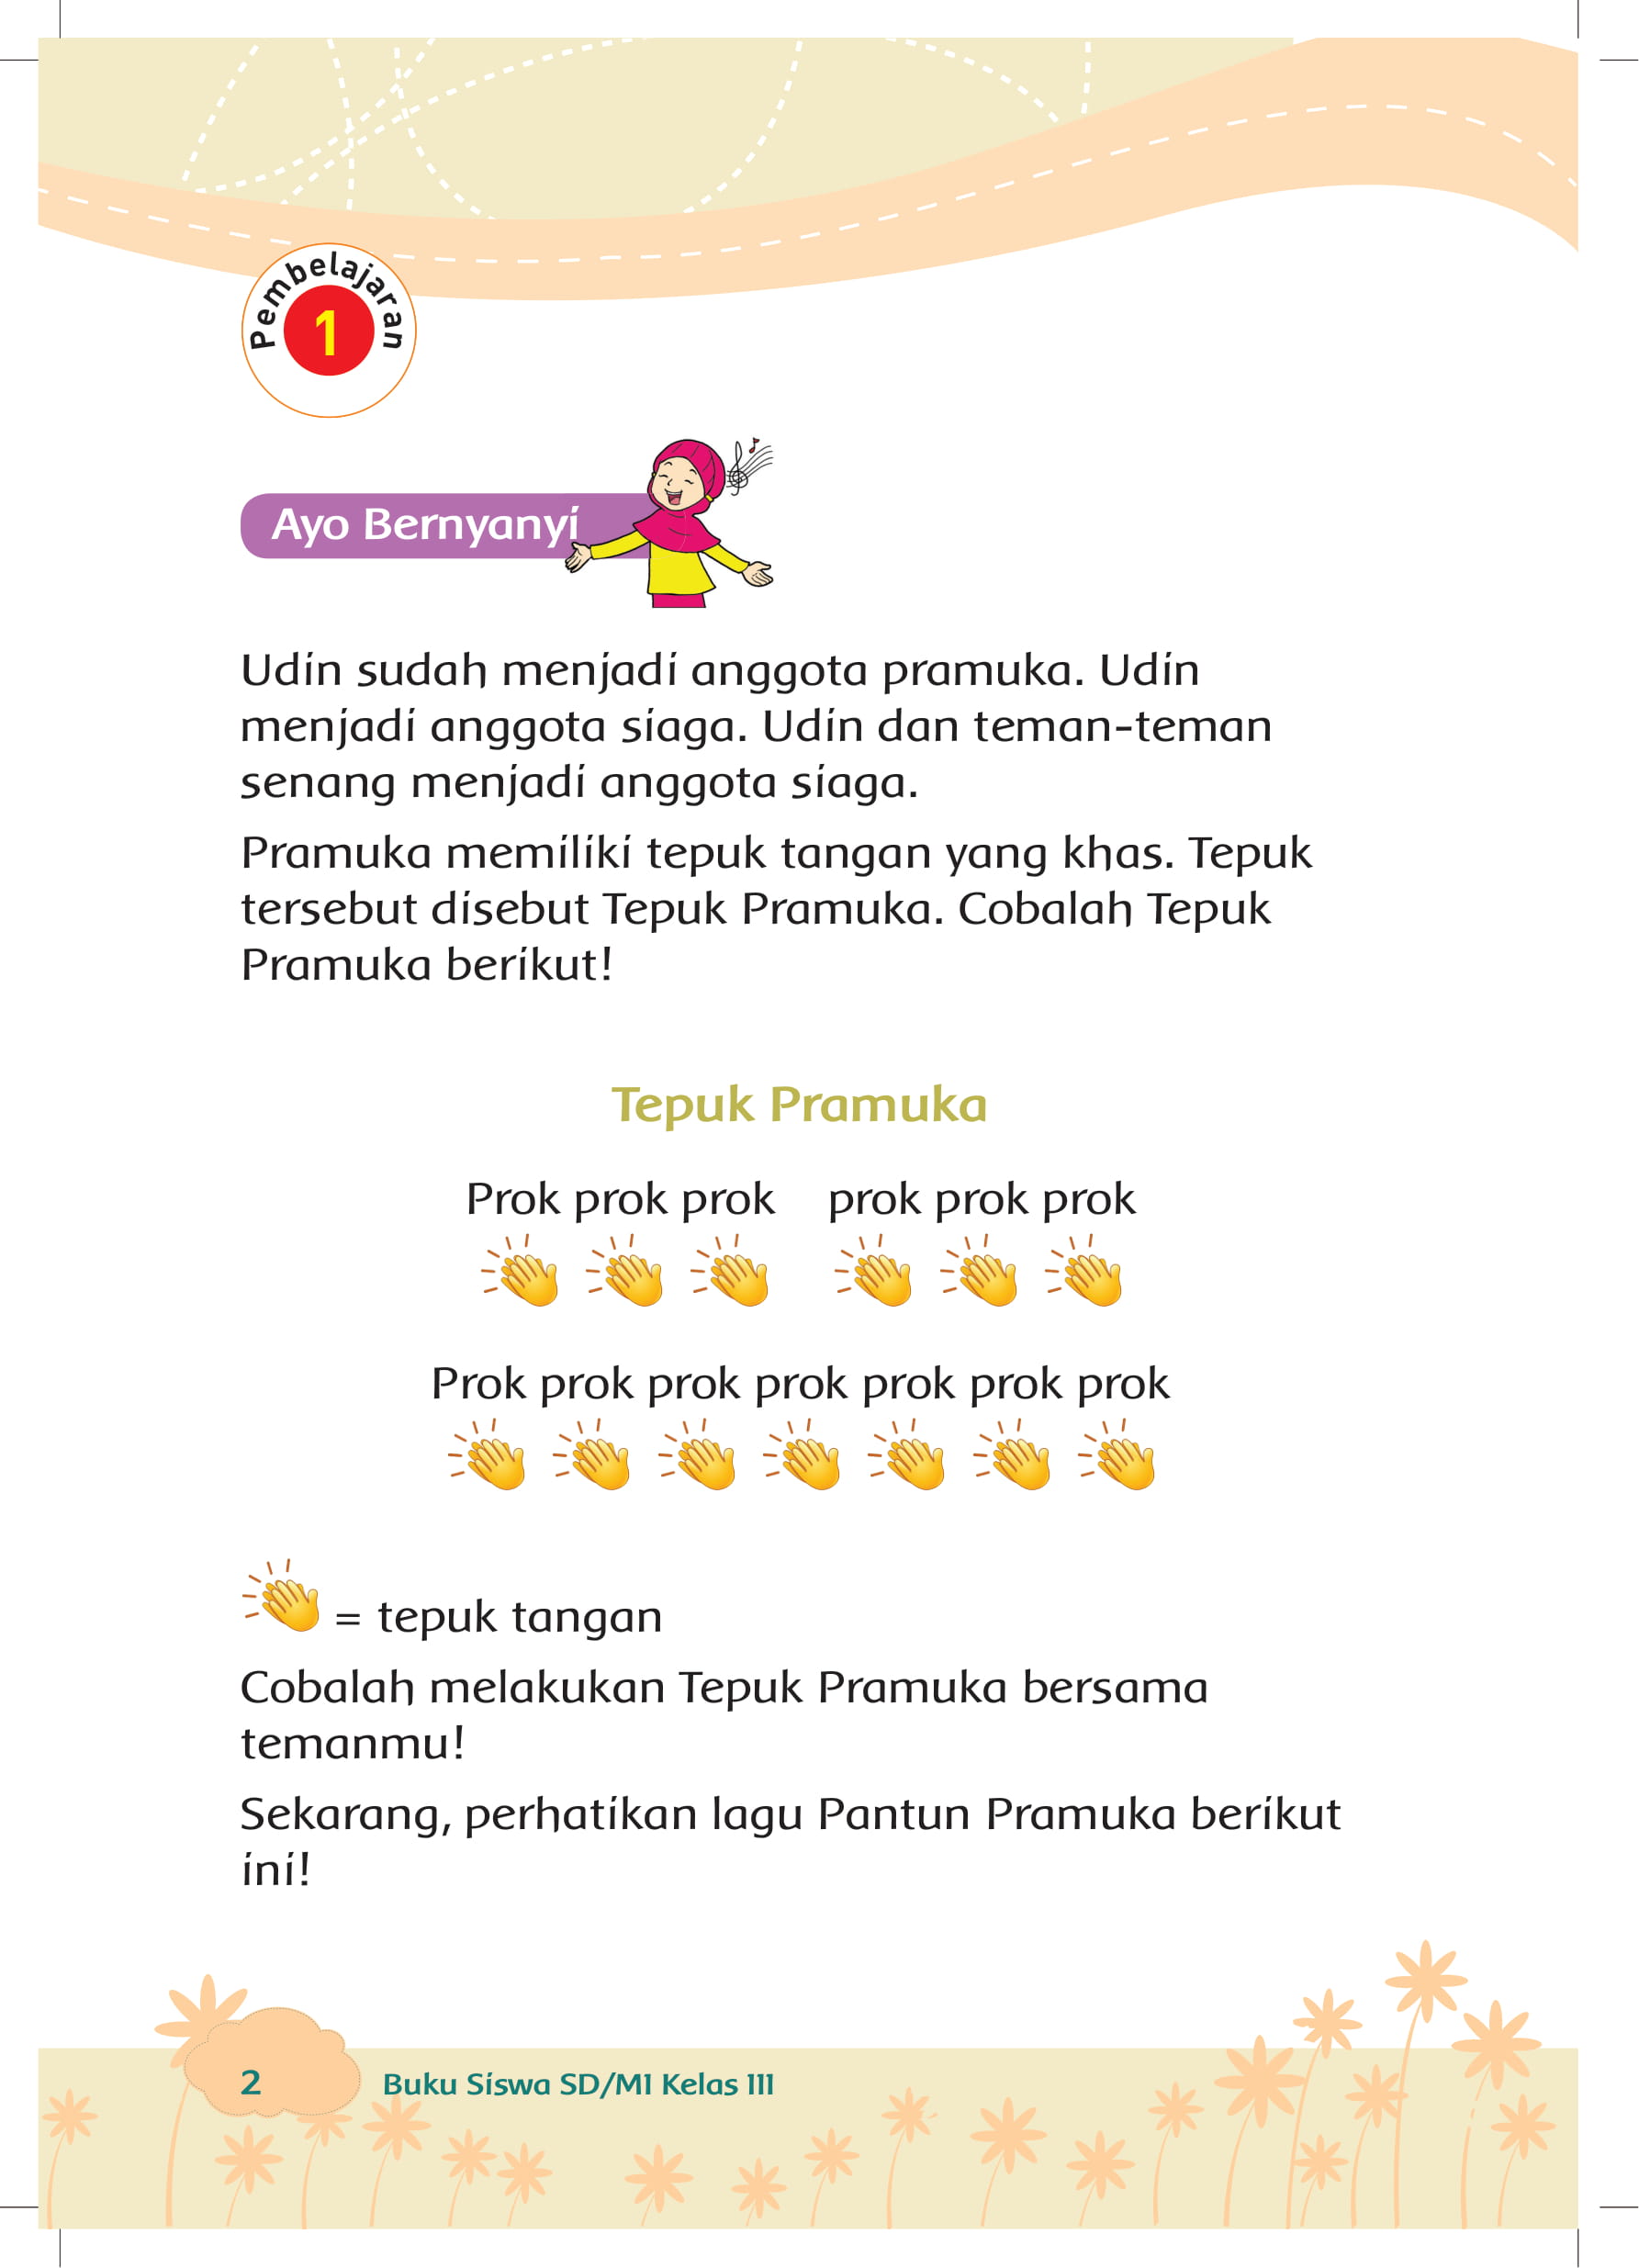 Pembelajaran
1
Ayo Bernyanyi
Udin sudah menjadi anggota pramuka. Udin
menjadi anggota siaga. Udin dan teman-teman
senang menjadi anggota siaga.
Pramuka memiliki tepuk tangan yang khas. Tepuk
tersebut disebut Tepuk Pramuka. Cobalah Tepuk
Pramuka berikut!
Tepuk Pramuka
Prok prok prok prok prok prok
Prok prok prok prok prok prok prok
= tepuk tangan
Cobalah melakukan Tepuk Pramuka bersama
temanmu!
Sekarang, perhatikan lagu Pantun Pramuka berikut
ini!
2 Buku Siswa SD/MI Kelas III